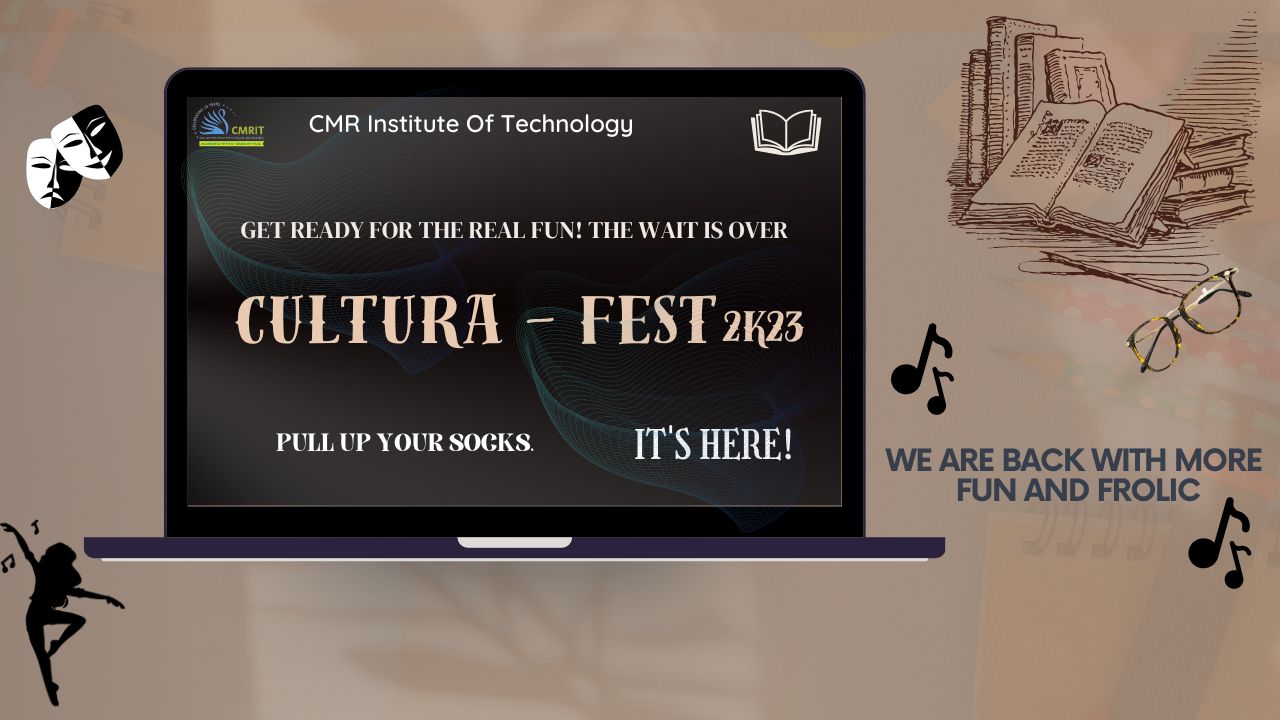 CMRIT
CMR Institute Of Technology
GET READY FOR THE REAL FUN! THE WAIT IS OVER
CULTURA - FEST 2K23
PULL UP YOUR SOCKS.
IT'S HERE!
WE ARE BACK WITH MORE
FUN AND FROLIC